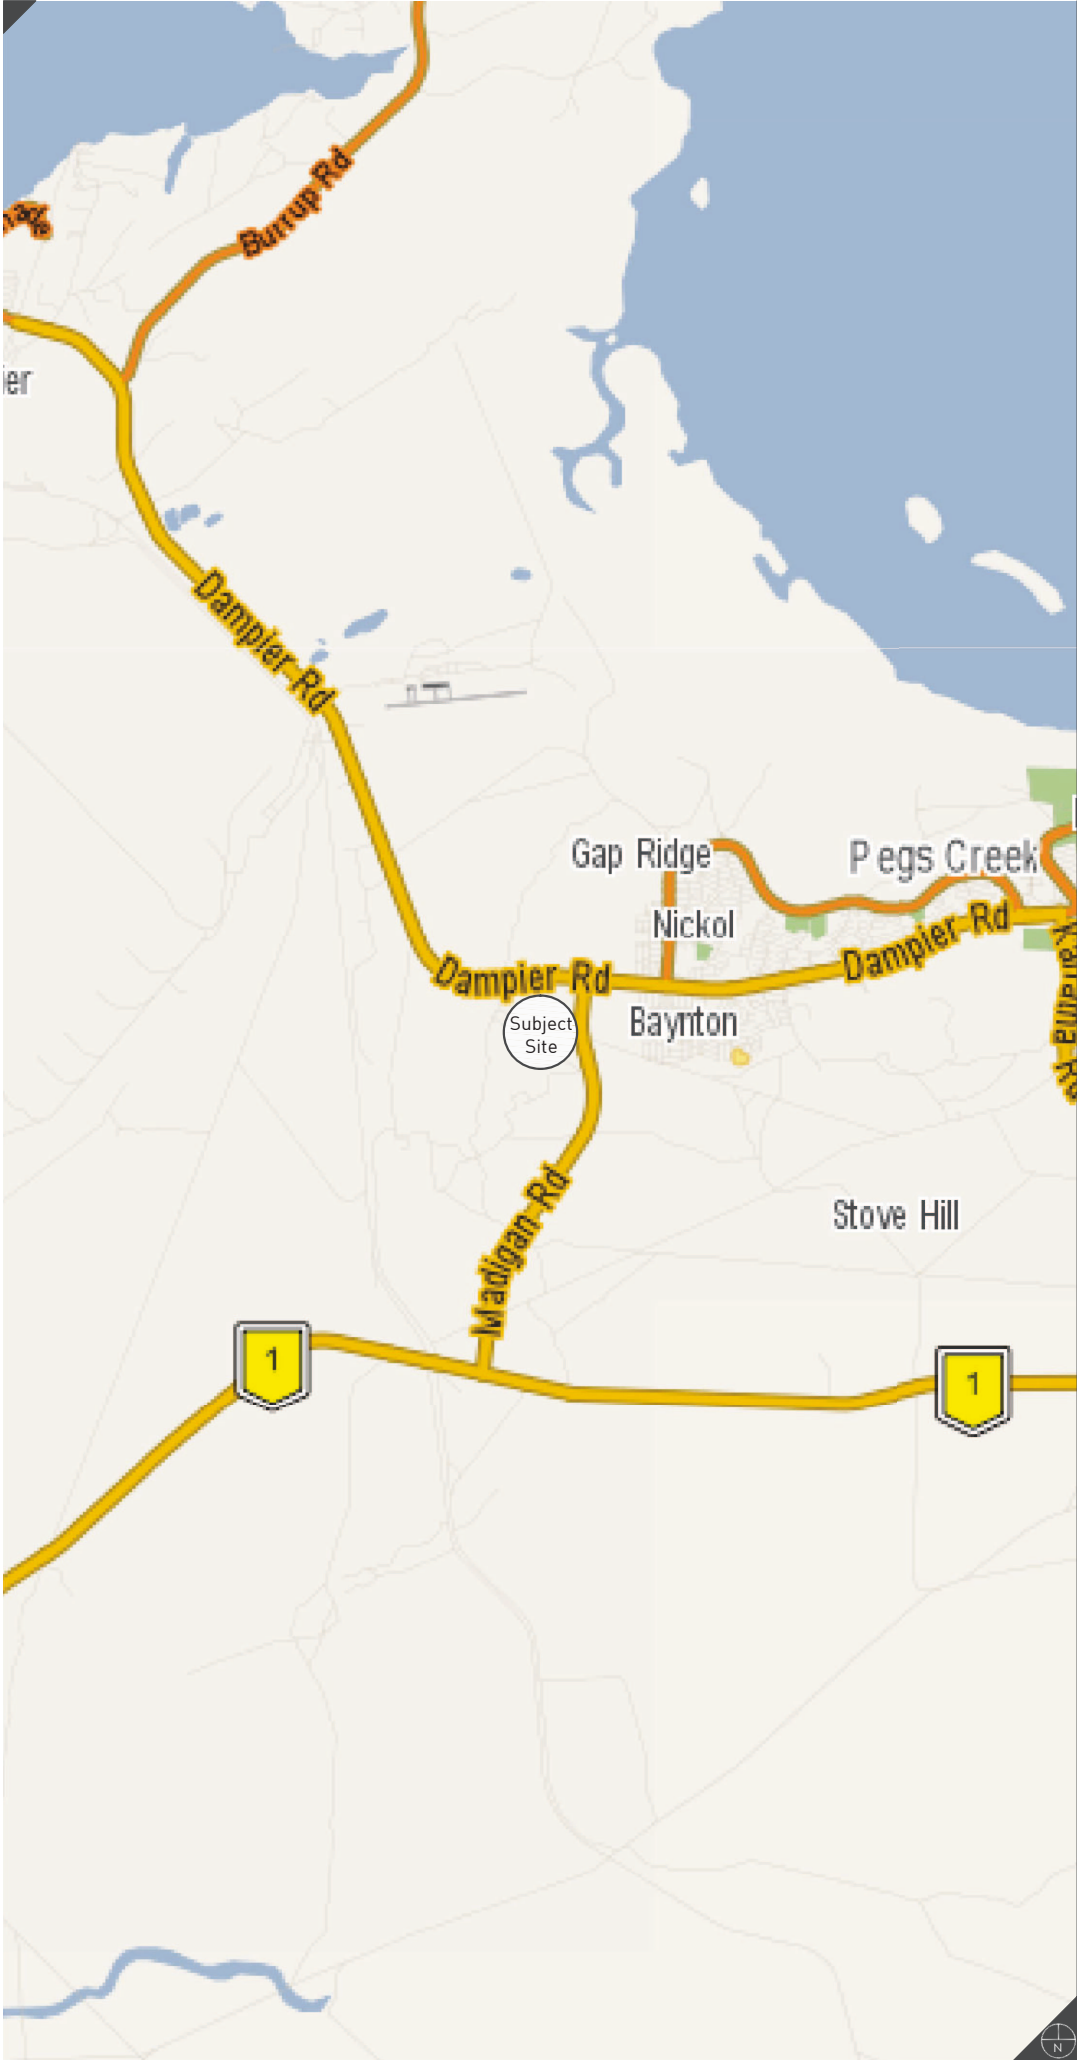 Burrup Rd
Dampier Rd
Gap Ridge
Pegs Creek
Nickol
Dampier Rd
Dampier Rd
Subject
Site
Baynton
Madigan Rd
Stove Hill
1
1
N